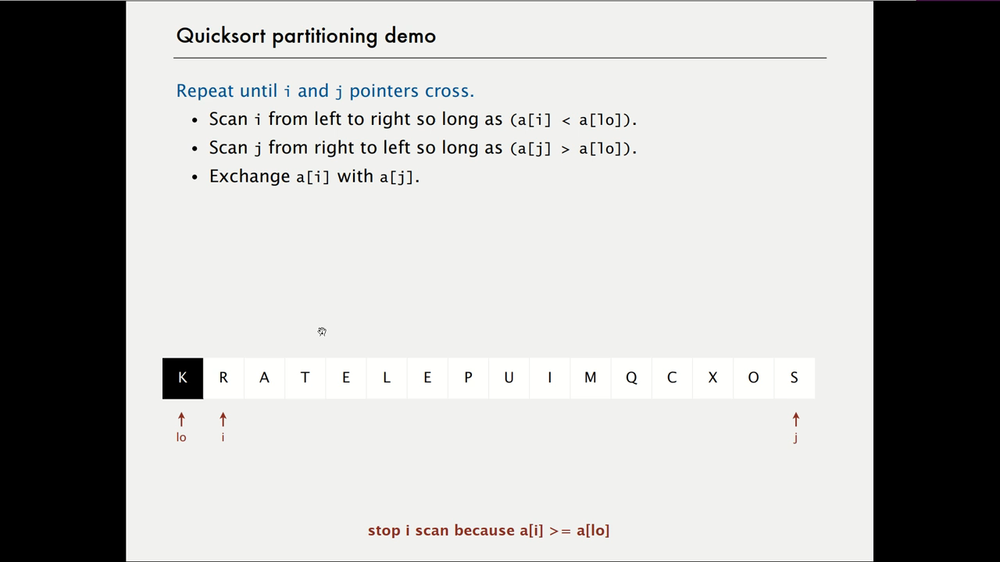 Quicksort partitioning demo
Repeat until i and j pointers cross.
• Scan i from left to right so long as (a[i] < a[lo]).
• Scan j from right to left so long as (a[j] > a[lo]).
• Exchange a[i] with a[j].
K R A T E L E P U I M Q C X O S
lo i j
stop i scan because a[i] >= a[lo]